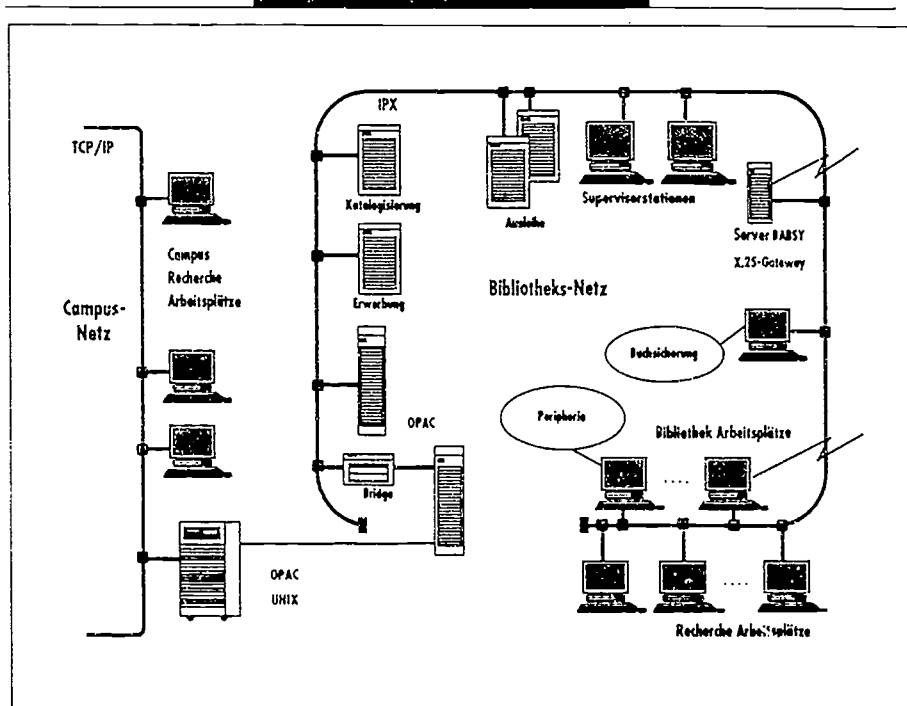 TCP/IP
Campus
Recherche
Arbeitsplätze
Campus-
Netz
OPAC
UNIX
IPX
Katalogisierung
Erwerbung
OPAC
Bridge
Ausleihe
Supervisorstationen
Server BABSY
X.25-Gateway
Bibliotheks-Netz
Backsicherung
Peripherie
Bibliothek Arbeitsplätze
....
....
Recherche Arbeitsplätze